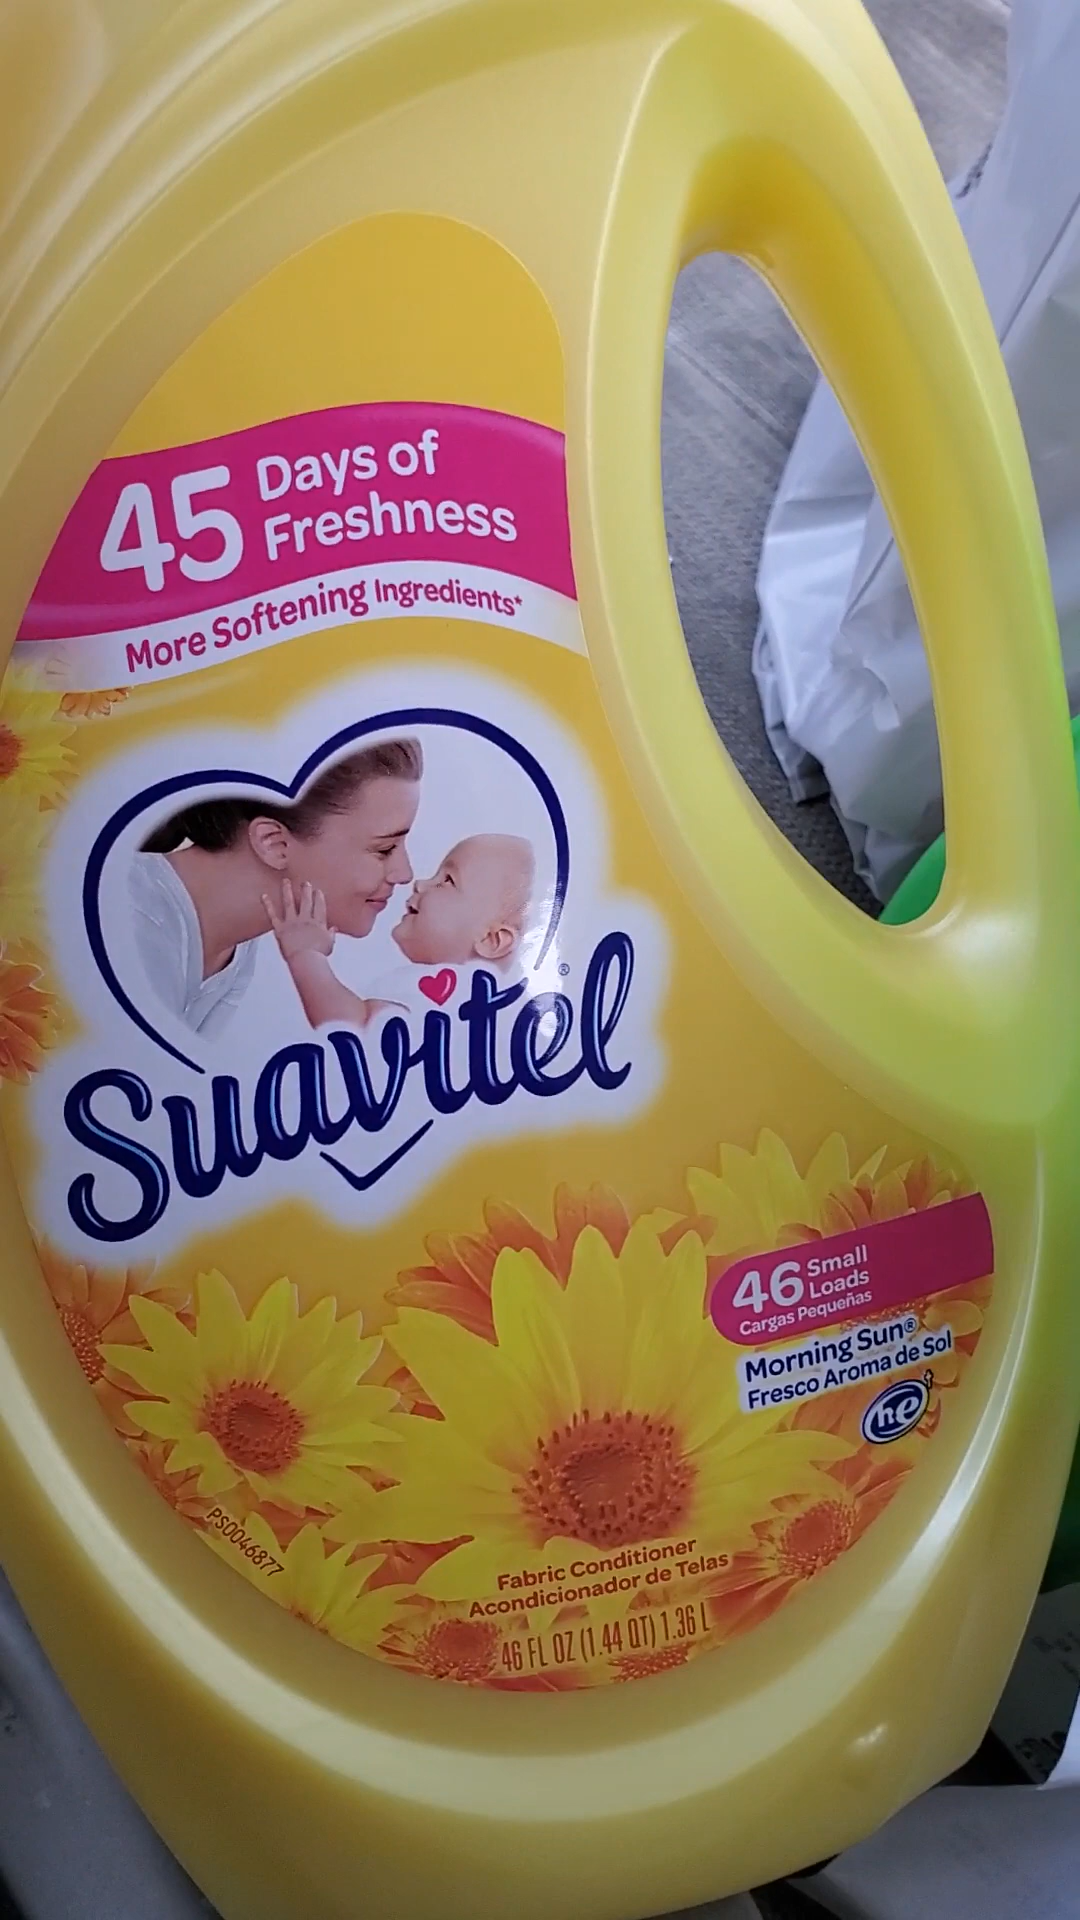 45 Days of
Freshness
More Softening Ingredients*
Suavitel®
46 Small
Loads
Cargas Pequeñas
Morning Sun®
Fresco Aroma de Sol
he†
PS0046877
Fabric Conditioner
Acondicionador de Telas
46 FL OZ (1.44 QT) 1.36 L